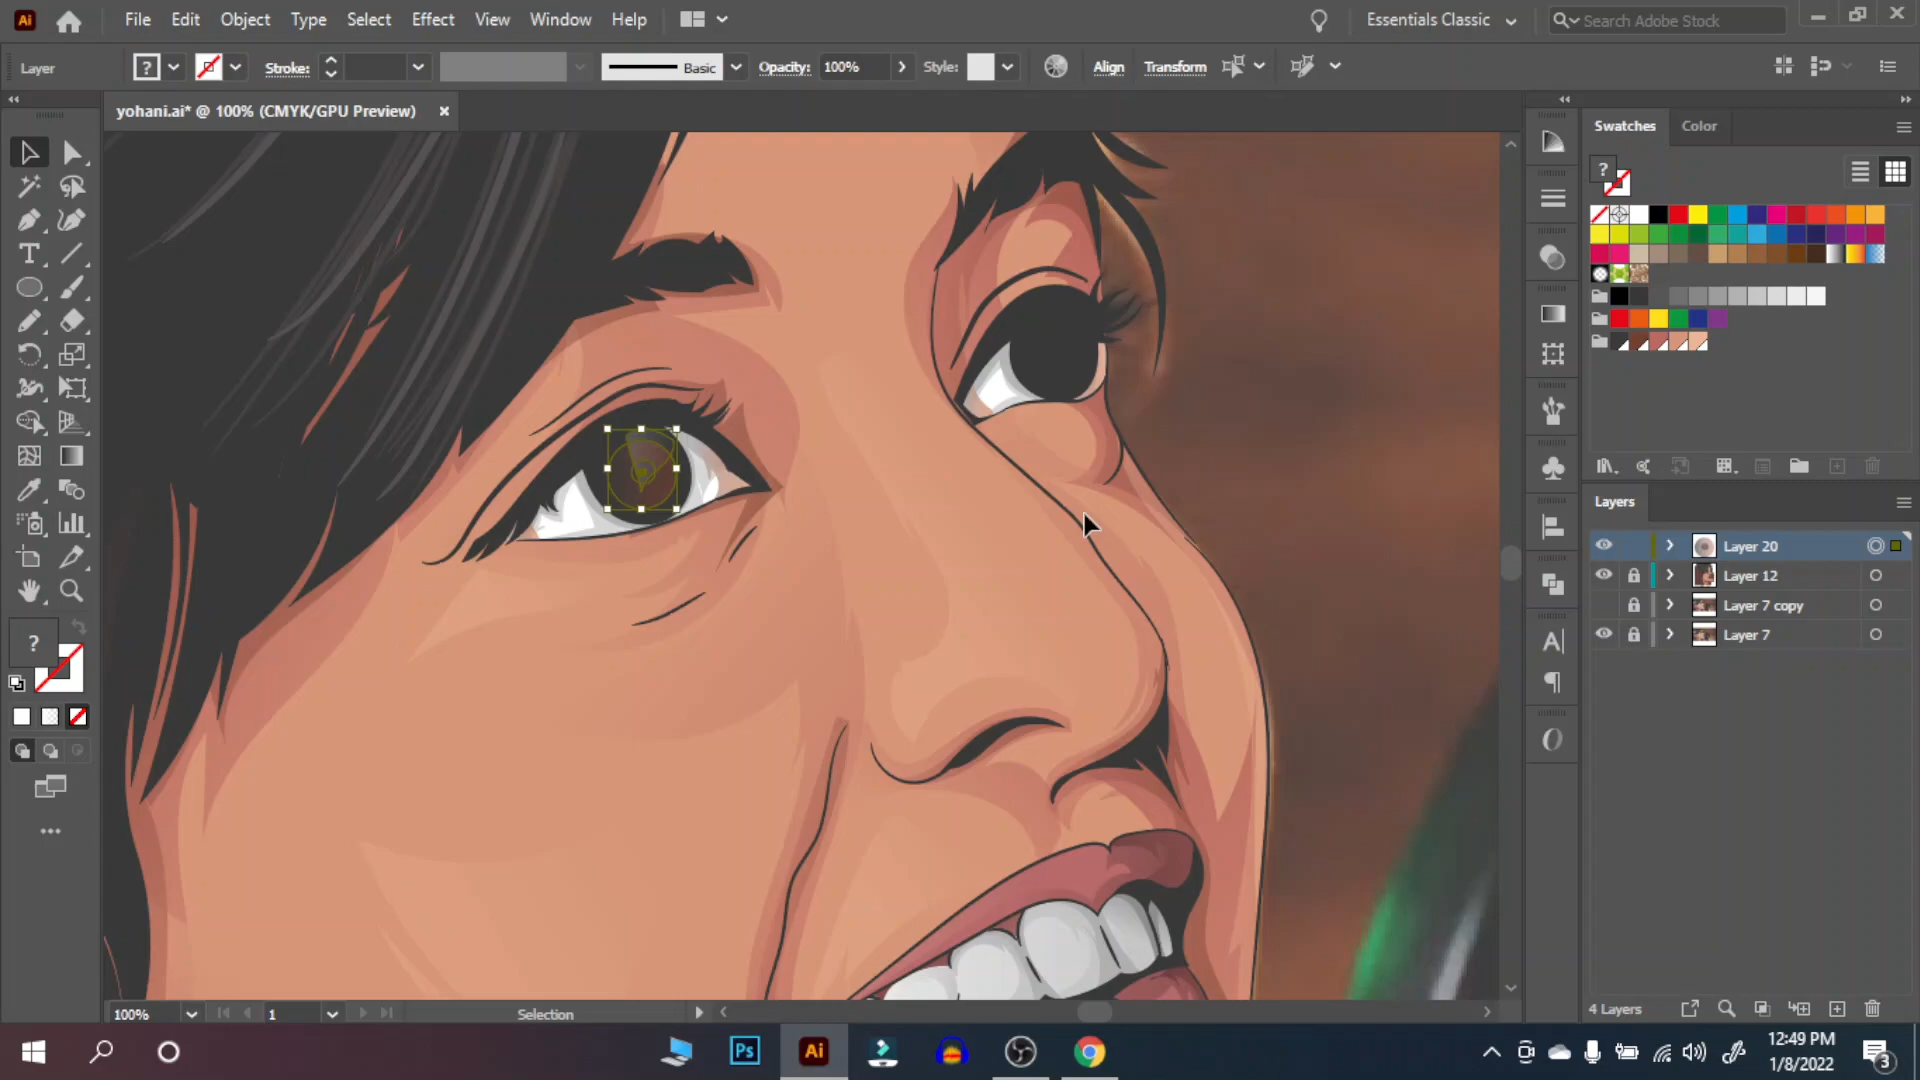 Ai File Edit Object Type Select Effect View Window Help Essentials Classic Search Adobe Stock
Layer ? Stroke: Basic Opacity: 100% Style: Align Transform
yohani.ai* @ 100% (CMYK/GPU Preview) ×
Swatches Color
?
Layers
Layer 20
Layer 12
Layer 7 copy
Layer 7
?
100% 1 Selection
4 Layers
Ps Ai
12:49 PM
1/8/2022
3